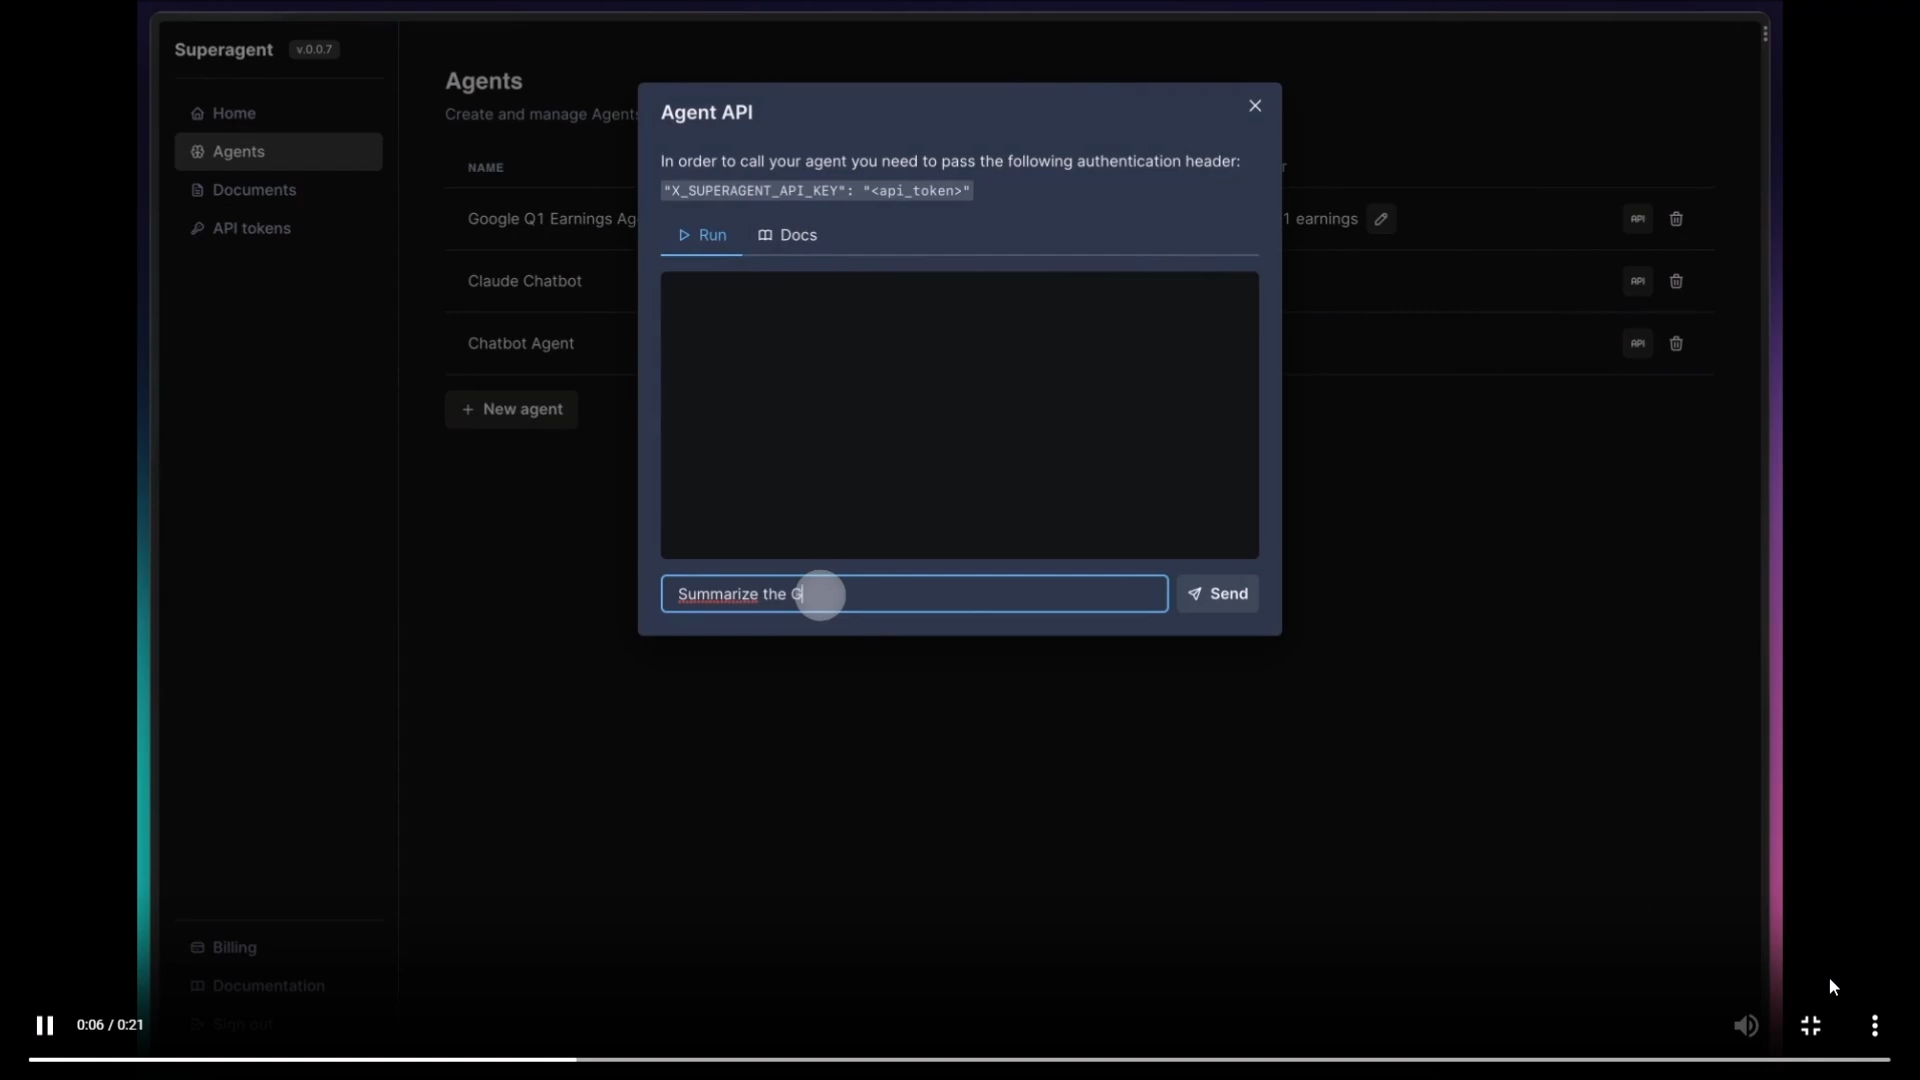 Superagent v.0.0.7
Home
Agents
Documents
API tokens
Billing
Documentation
Sign out
Agents
Create and manage Agents
NAME
Google Q1 Earnings Ag
1 earnings
API
Claude Chatbot
API
Chatbot Agent
API
+ New agent
Agent API
In order to call your agent you need to pass the following authentication header:
"X_SUPERAGENT_API_KEY": "<api_token>"
Run Docs
Summarize the G
Send
0:06 / 0:21